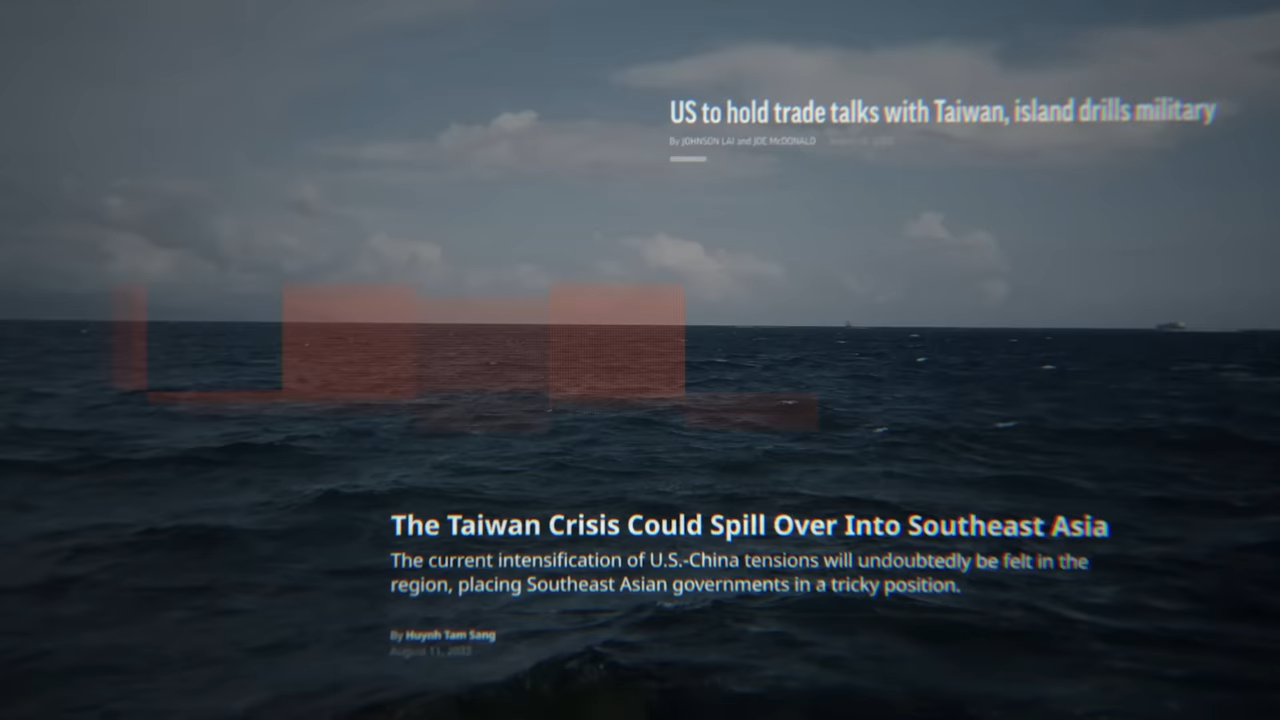 US to hold trade talks with Taiwan, island drills military
By JOHNSON LAI and JOE McDONALD
The Taiwan Crisis Could Spill Over Into Southeast Asia
The current intensification of U.S.-China tensions will undoubtedly be felt in the
region, placing Southeast Asian governments in a tricky position.
By Huynh Tam Sang
August 11, 2022